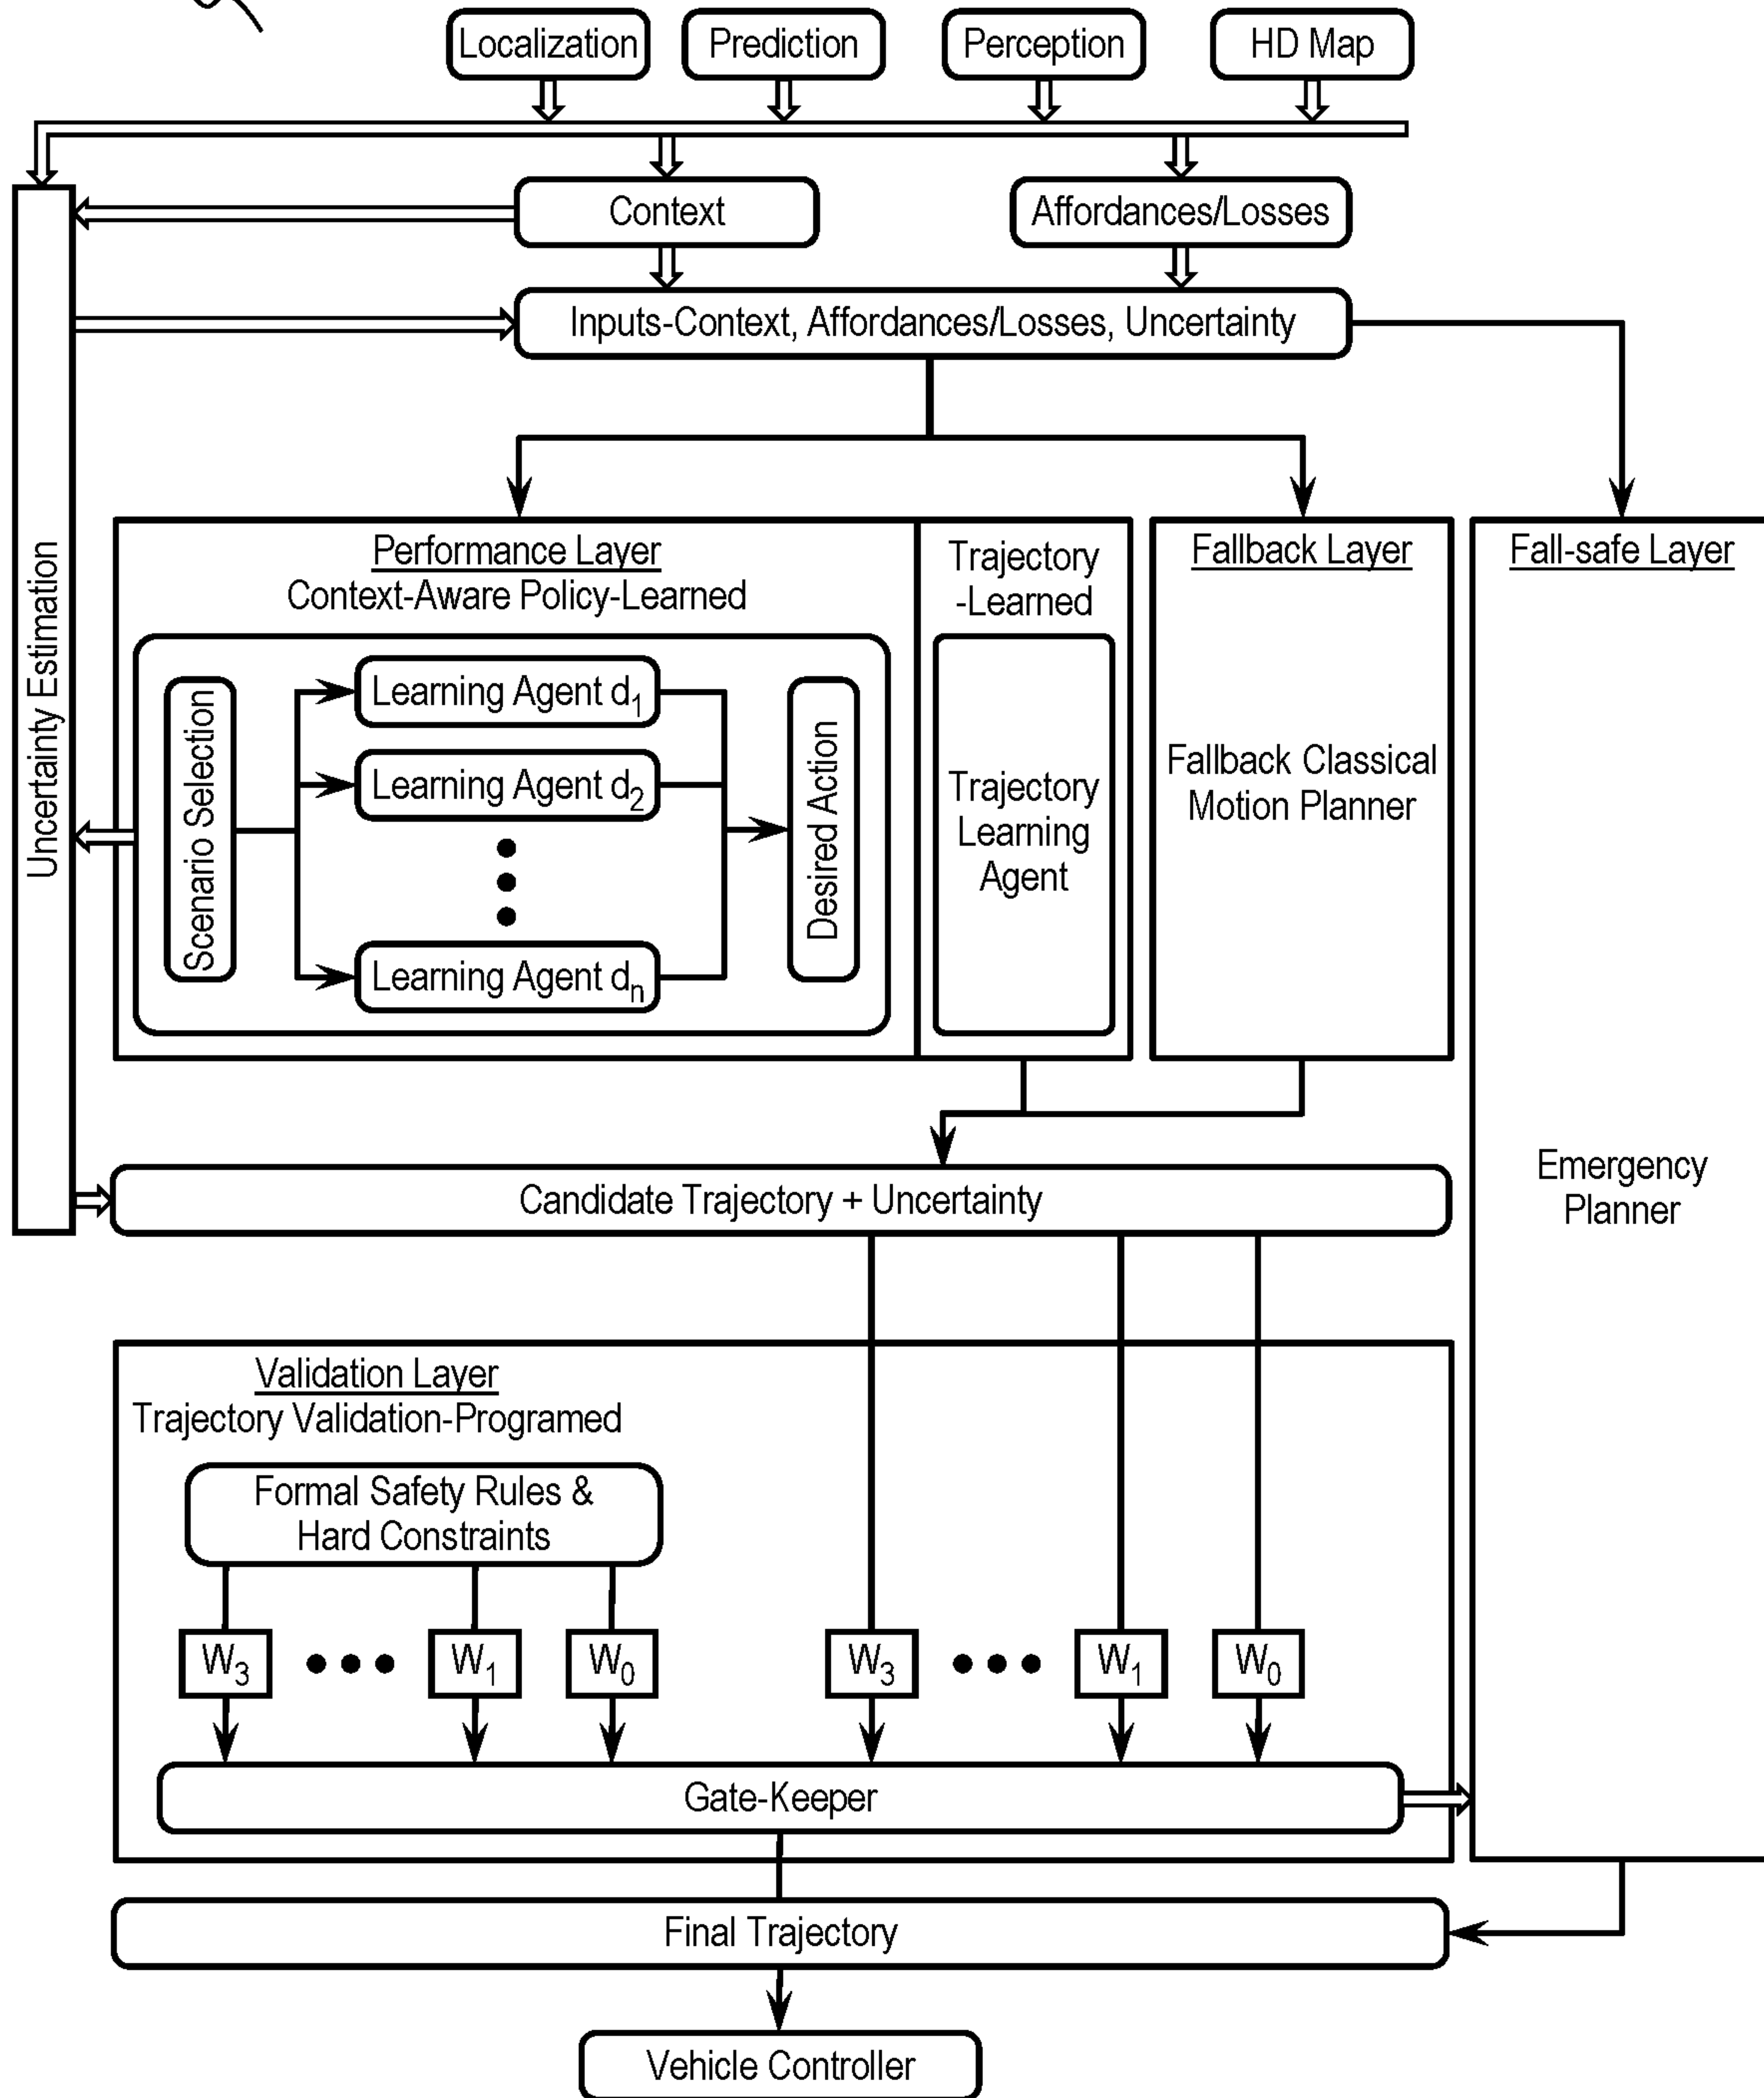 Localization
Prediction
Perception
HD Map
Context
Affordances/Losses
Inputs-Context, Affordances/Losses, Uncertainty
Uncertainty Estimation
Performance Layer
Context-Aware Policy-Learned
Scenario Selection
Learning Agent d1
Learning Agent d2
Learning Agent dn
Desired Action
Trajectory
-Learned
Trajectory
Learning
Agent
Fallback Layer
Fallback Classical
Motion Planner
Fall-safe Layer
Emergency
Planner
Candidate Trajectory + Uncertainty
Validation Layer
Trajectory Validation-Programed
Formal Safety Rules &
Hard Constraints
W3
W1
W0
W3
W1
W0
Gate-Keeper
Final Trajectory
Vehicle Controller